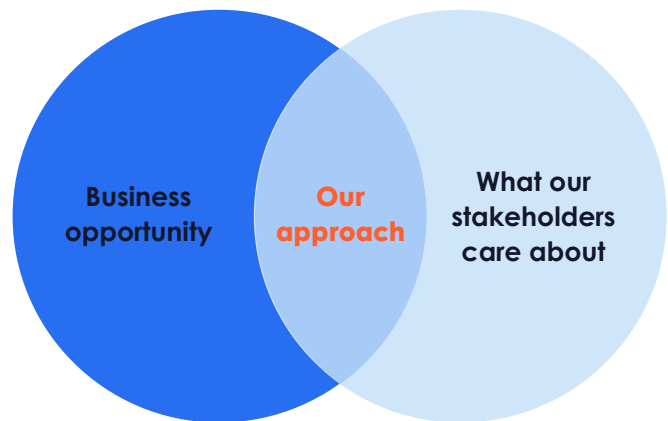 Business
opportunity
Our
approach
What our
stakeholders
care about